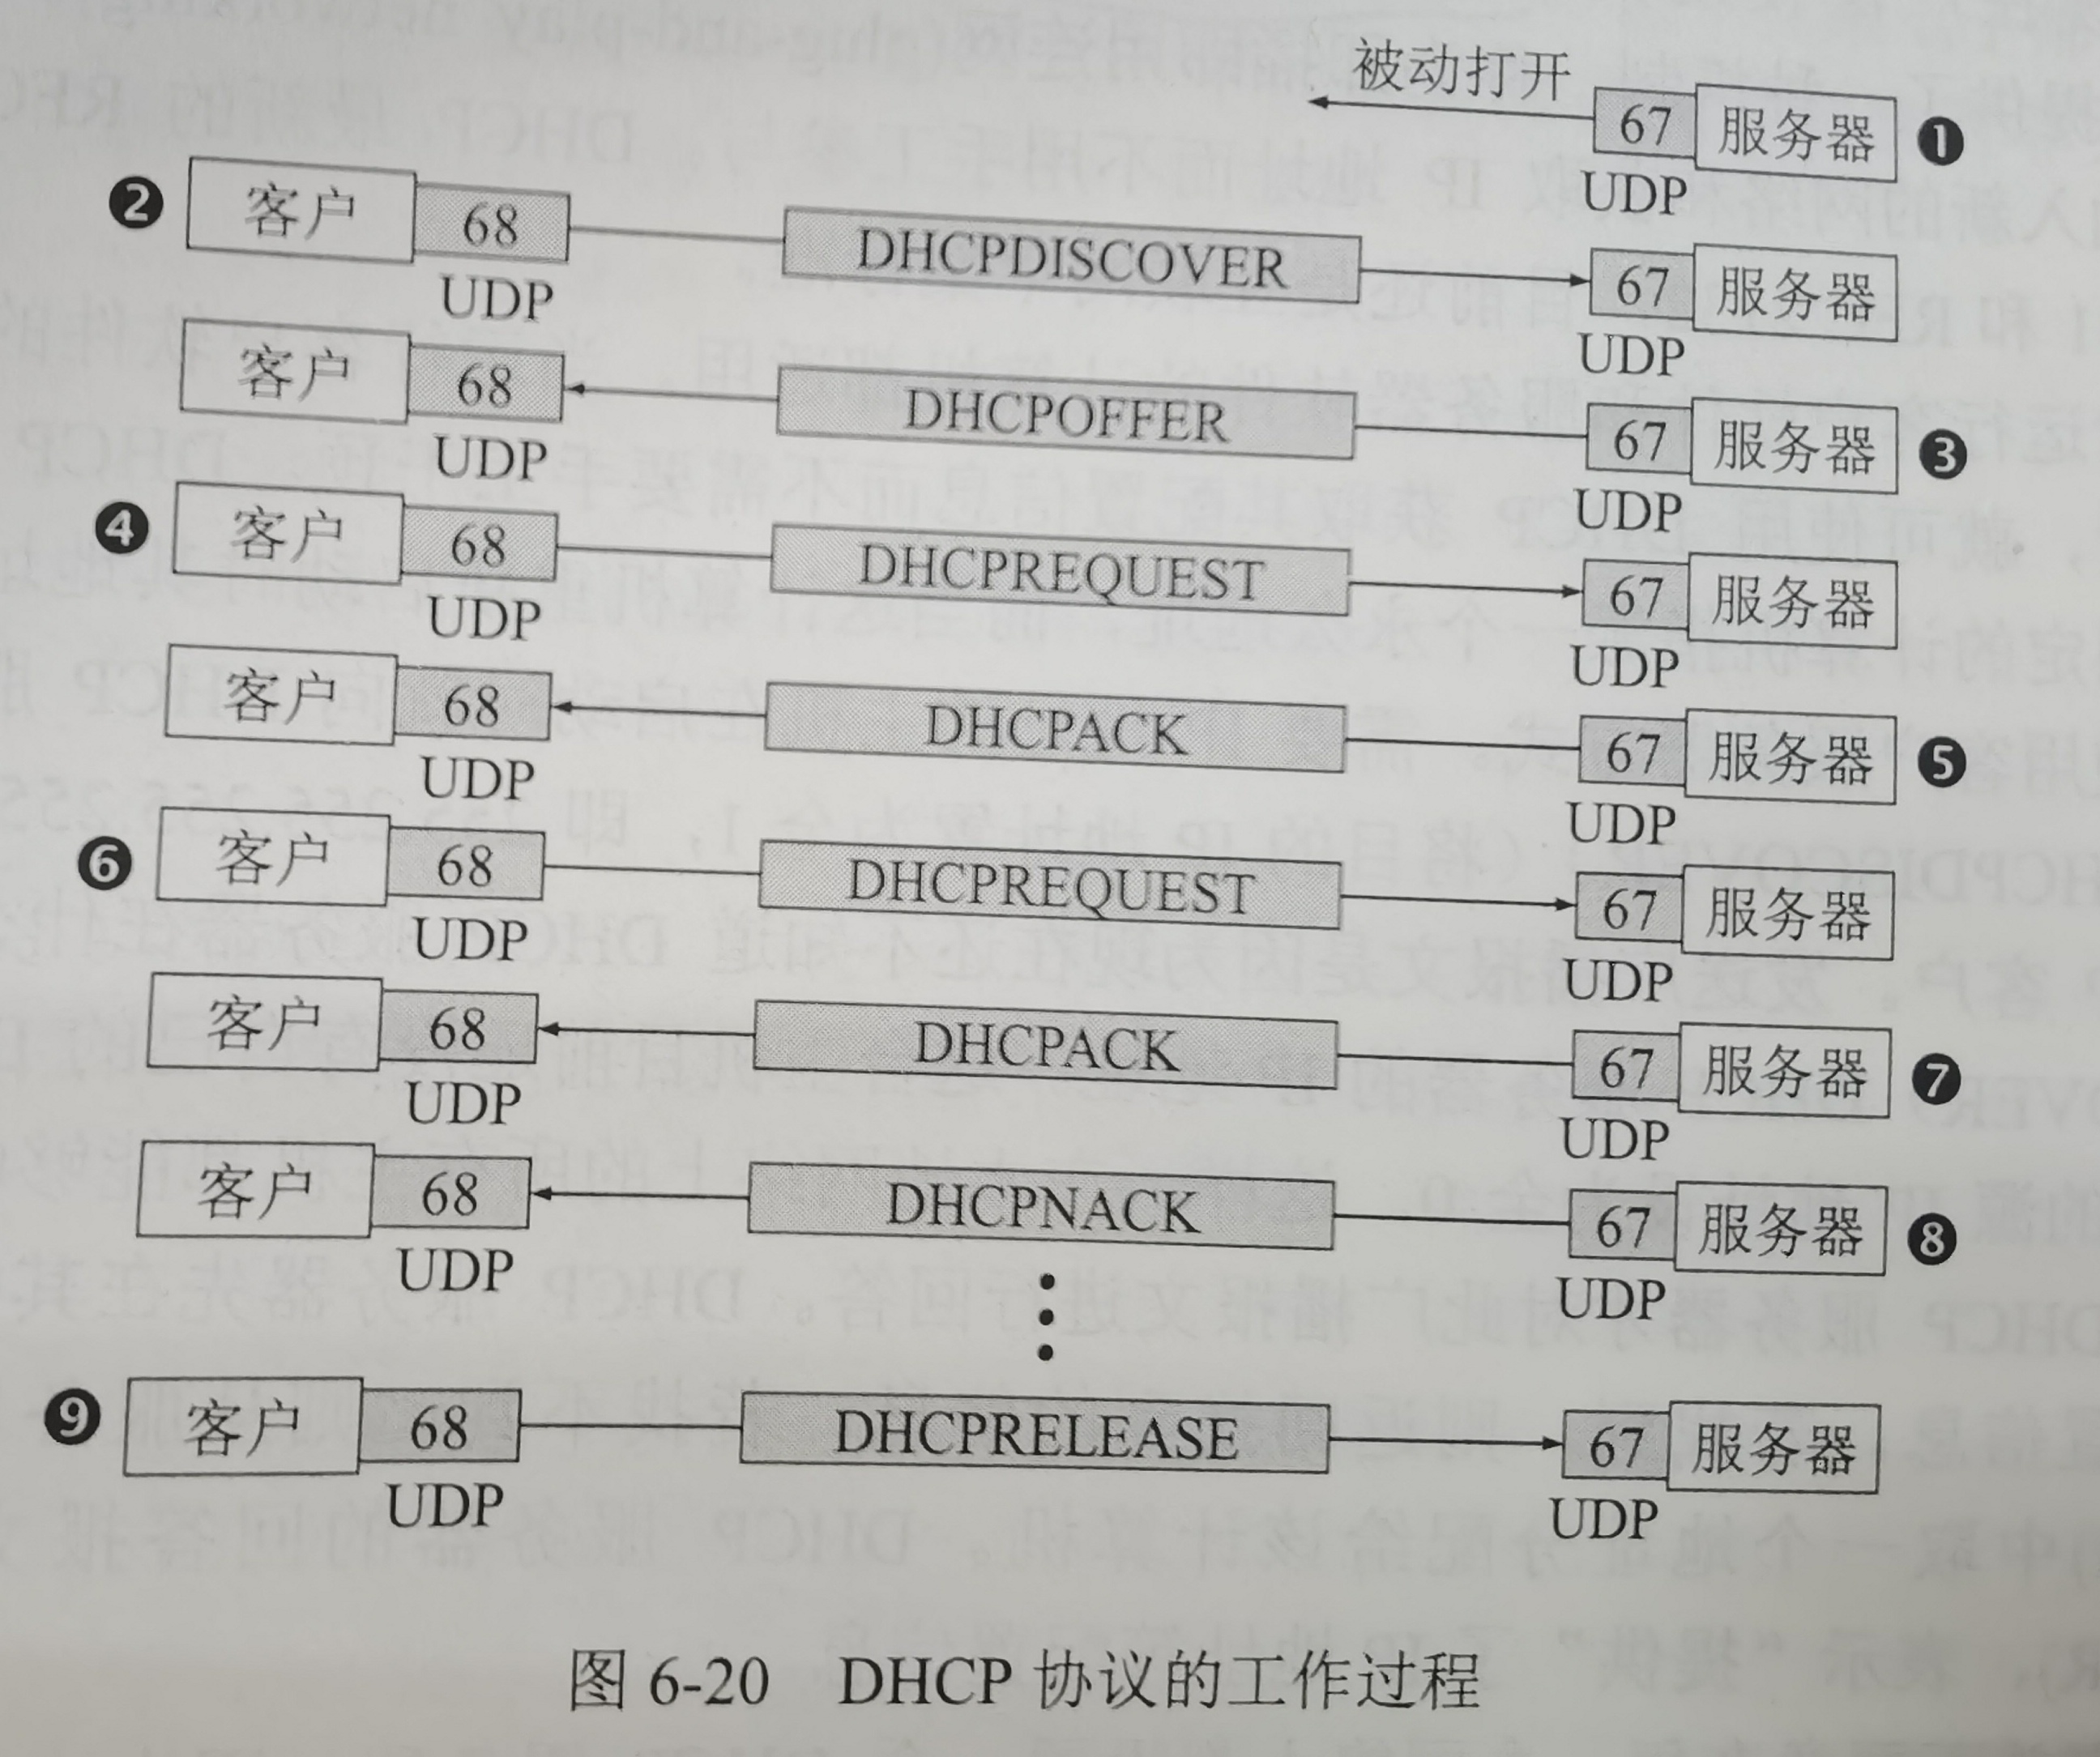 被动打开
67 服务器 ❶
UDP
❷ 客户 68 DHCPDISCOVER 67 服务器
UDP UDP
客户 68 DHCPOFFER 67 服务器 ❸
UDP UDP
❹ 客户 68 DHCPREQUEST 67 服务器
UDP UDP
客户 68 DHCPACK 67 服务器 ❺
UDP UDP
❻ 客户 68 DHCPREQUEST 67 服务器
UDP UDP
客户 68 DHCPACK 67 服务器 ❼
UDP UDP
客户 68 DHCPNACK 67 服务器 ❽
UDP UDP
❾ 客户 68 DHCPRELEASE 67 服务器
UDP UDP
图 6-20 DHCP 协议的工作过程